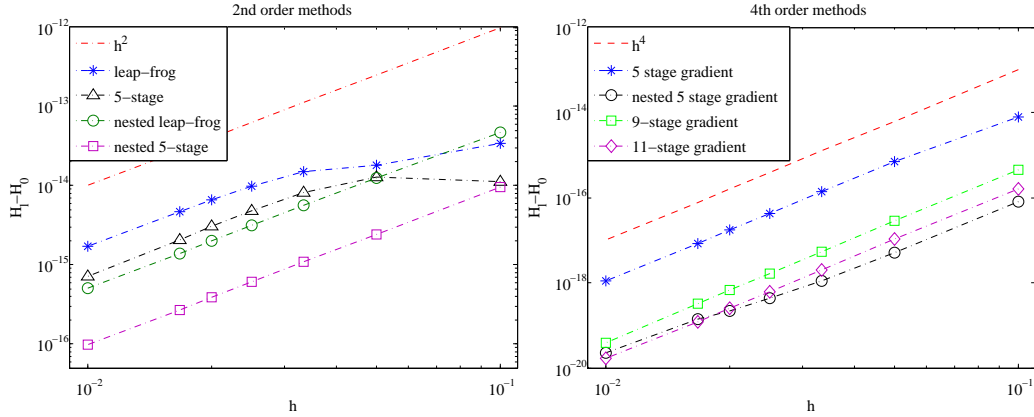 2nd order methods
10^-12
10^-13
10^-14
10^-15
10^-16
H_I-H_0
h^2
leap-frog
5-stage
nested leap-frog
nested 5-stage
10^-2
10^-1
h
4th order methods
10^-12
10^-14
10^-16
10^-18
10^-20
H_I-H_0
h^4
5 stage gradient
nested 5 stage gradient
9-stage gradient
11-stage gradient
10^-2
10^-1
h